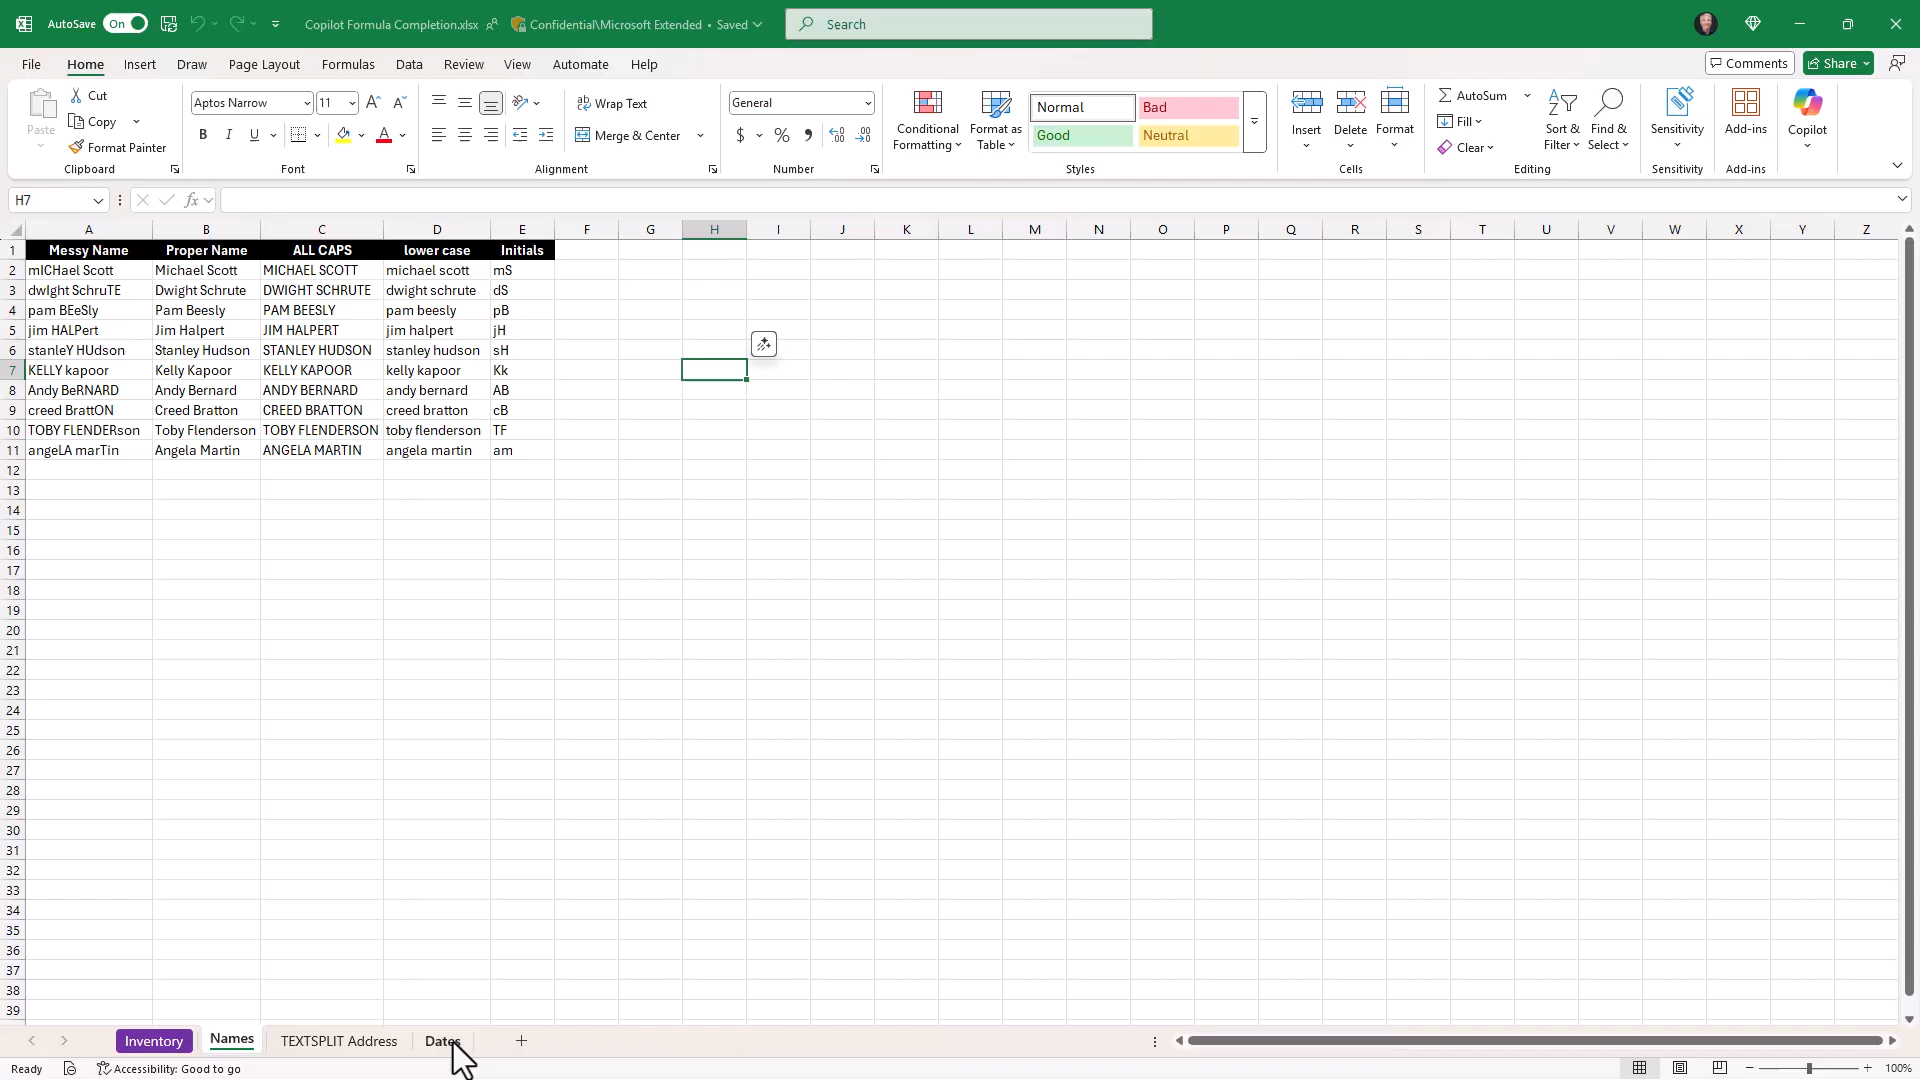 AutoSave On Copilot Formula Completion.xlsx Confidential\Microsoft Extended • Saved Search
File Home Insert Draw Page Layout Formulas Data Review View Automate Help Comments Share
Paste Cut Copy Format Painter Clipboard
Aptos Narrow 11 B I U Font
Wrap Text Merge & Center Alignment
General $ % Number
Conditional Formatting Format as Table Normal Bad Good Neutral Styles
Insert Delete Format Cells
AutoSum Fill Clear Sort & Filter Find & Select Editing
Sensitivity Sensitivity
Add-ins Add-ins
Copilot
H7 fx
A B C D E F G H I J K L M N O P Q R S T U V W X Y Z
1 Messy Name Proper Name ALL CAPS lower case Initials
2 mICHael Scott Michael Scott MICHAEL SCOTT michael scott mS
3 dwIght SchruTE Dwight Schrute DWIGHT SCHRUTE dwight schrute dS
4 pam BEeSly Pam Beesly PAM BEESLY pam beesly pB
5 jim HALPert Jim Halpert JIM HALPERT jim halpert jH
6 stanleY HUdson Stanley Hudson STANLEY HUDSON stanley hudson sH
7 KELLY kapoor Kelly Kapoor KELLY KAPOOR kelly kapoor Kk
8 Andy BeRNARD Andy Bernard ANDY BERNARD andy bernard AB
9 creed BrattON Creed Bratton CREED BRATTON creed bratton cB
10 TOBY FLENDERson Toby Flenderson TOBY FLENDERSON toby flenderson TF
11 angeLA marTin Angela Martin ANGELA MARTIN angela martin am
12
13
14
15
16
17
18
19
20
21
22
23
24
25
26
27
28
29
30
31
32
33
34
35
36
37
38
39
Inventory Names TEXTSPLIT Address Dates
Ready Accessibility: Good to go 100%